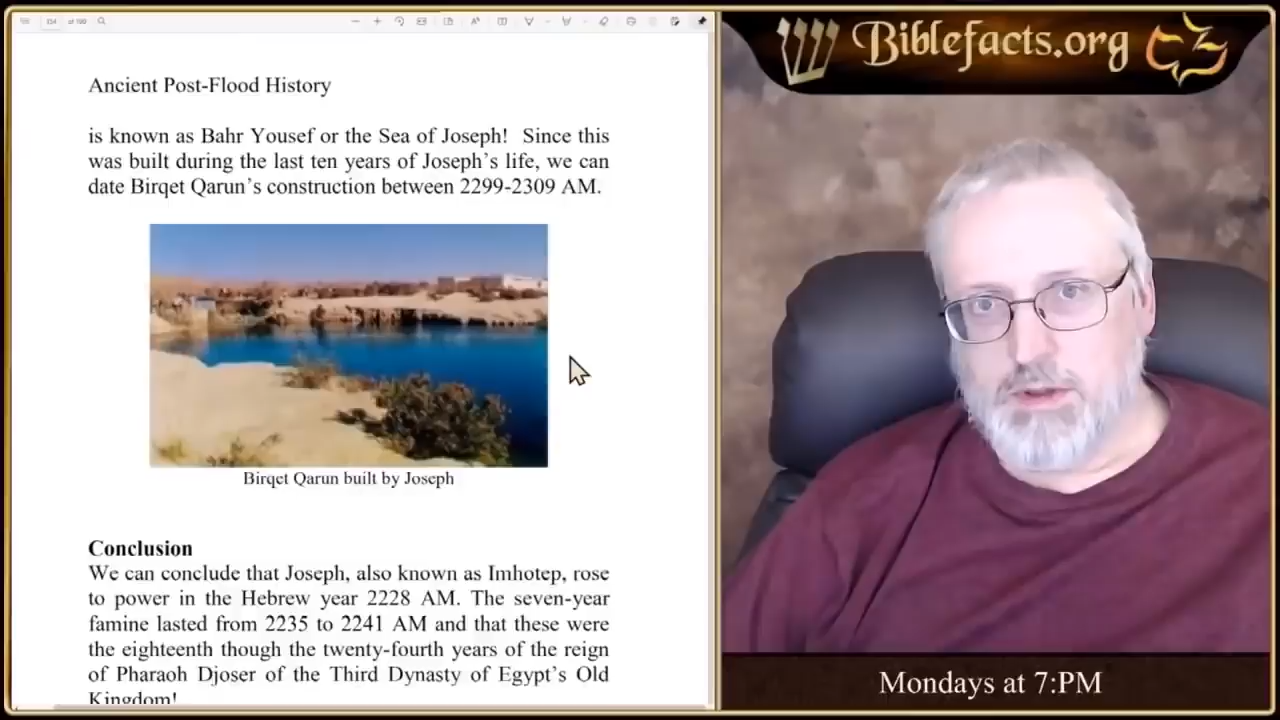 Biblefacts.org
Ancient Post-Flood History
is known as Bahr Yousef or the Sea of Joseph! Since this
was built during the last ten years of Joseph's life, we can
date Birqet Qarun's construction between 2299-2309 AM.
Birqet Qarun built by Joseph
Conclusion
We can conclude that Joseph, also known as Imhotep, rose
to power in the Hebrew year 2228 AM. The seven-year
famine lasted from 2235 to 2241 AM and that these were
the eighteenth though the twenty-fourth years of the reign
of Pharaoh Djoser of the Third Dynasty of Egypt's Old
Kingdom!
Mondays at 7:PM